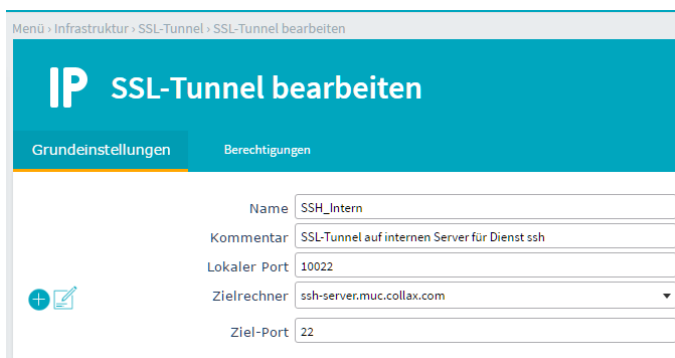 Menü › Infrastruktur › SSL-Tunnel › SSL-Tunnel bearbeiten
IP SSL-Tunnel bearbeiten
Grundeinstellungen Berechtigungen
Name SSH_Intern
Kommentar SSL-Tunnel auf internen Server für Dienst ssh
Lokaler Port 10022
Zielrechner ssh-server.muc.collax.com
Ziel-Port 22